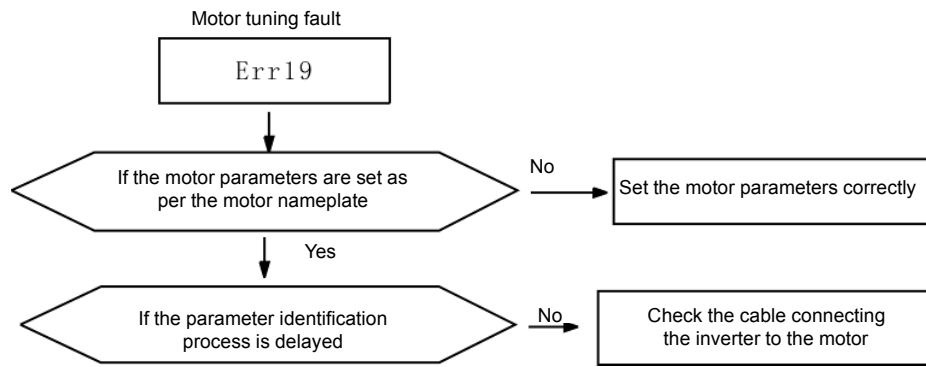 Motor tuning fault
Err19
If the motor parameters are set as
per the motor nameplate
No
Set the motor parameters correctly
Yes
If the parameter identification
process is delayed
No
Check the cable connecting
the inverter to the motor